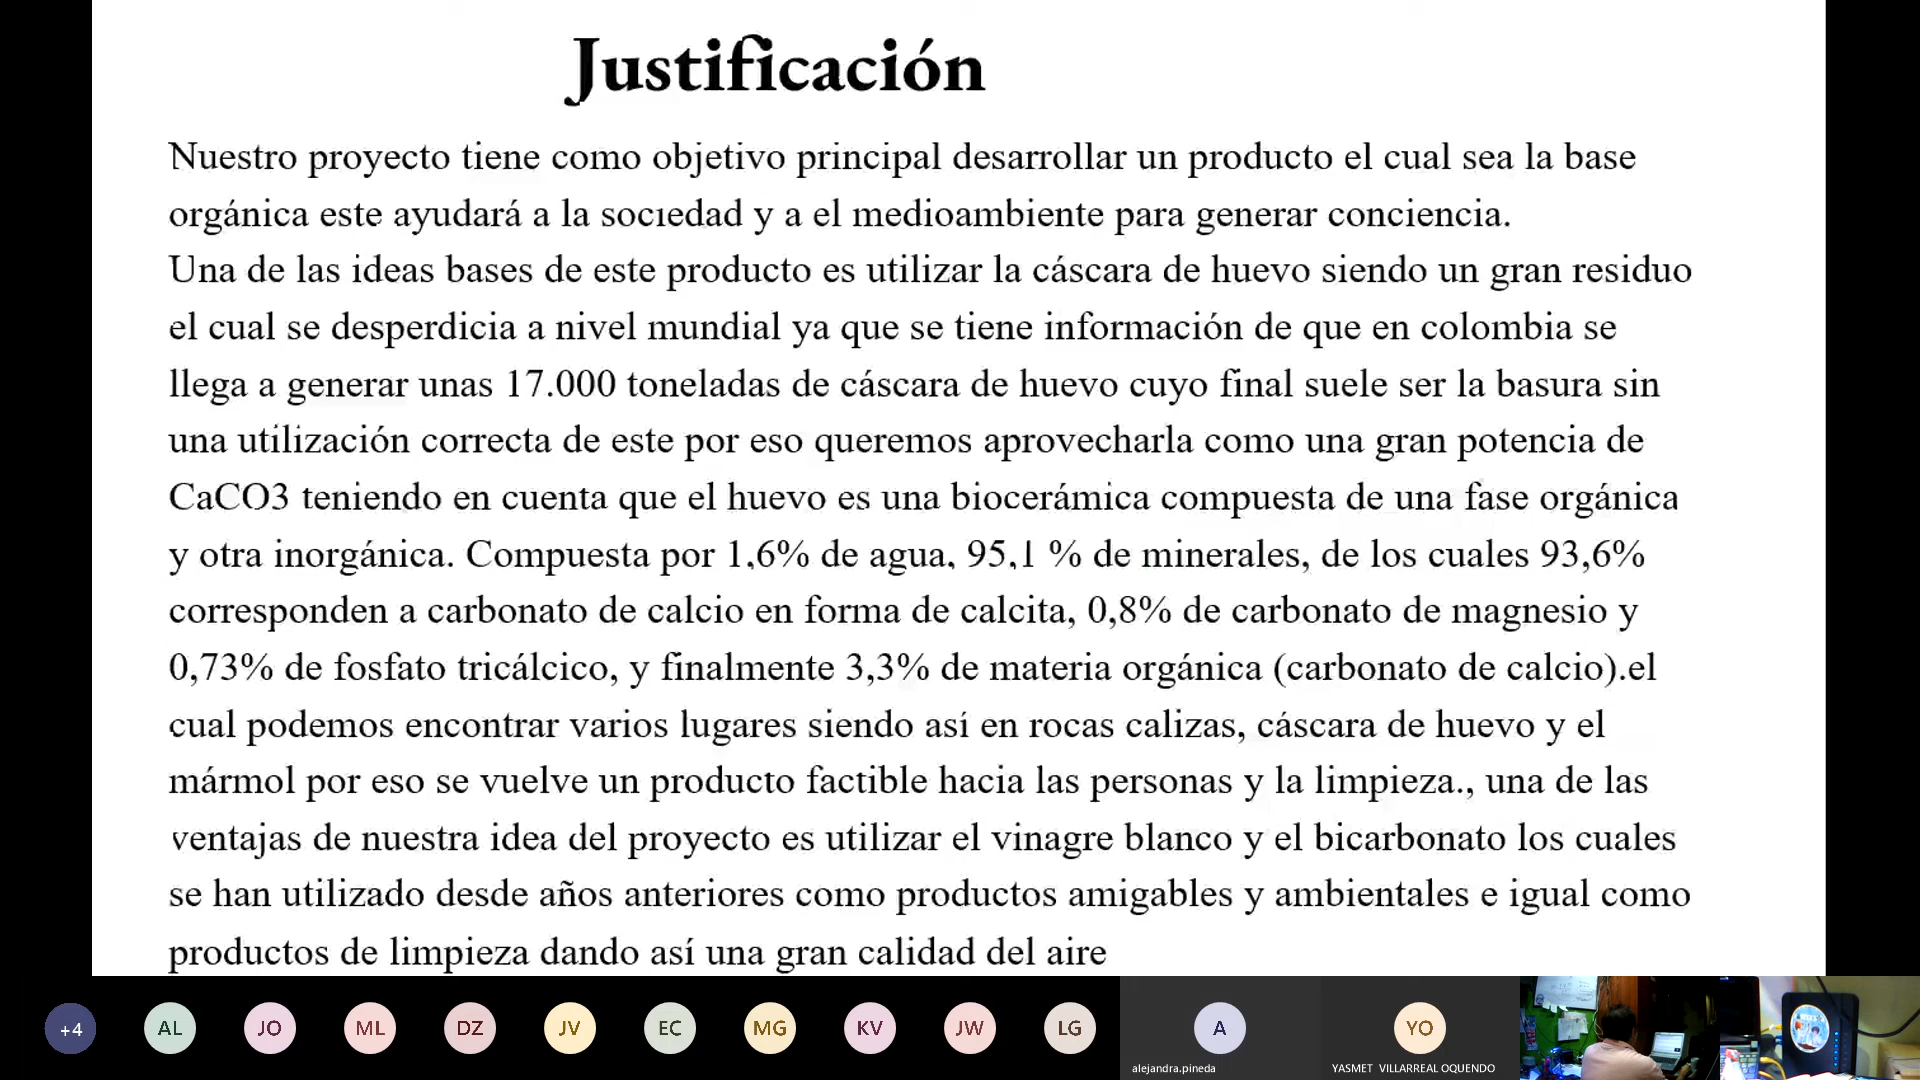 Justificación
Nuestro proyecto tiene como objetivo principal desarrollar un producto el cual sea la base
orgánica este ayudará a la sociedad y a el medioambiente para generar conciencia.
Una de las ideas bases de este producto es utilizar la cáscara de huevo siendo un gran residuo
el cual se desperdicia a nivel mundial ya que se tiene información de que en colombia se
llega a generar unas 17.000 toneladas de cáscara de huevo cuyo final suele ser la basura sin
una utilización correcta de este por eso queremos aprovecharla como una gran potencia de
CaCO3 teniendo en cuenta que el huevo es una biocerámica compuesta de una fase orgánica
y otra inorgánica. Compuesta por 1,6% de agua, 95,1 % de minerales, de los cuales 93,6%
corresponden a carbonato de calcio en forma de calcita, 0,8% de carbonato de magnesio y
0,73% de fosfato tricálcico, y finalmente 3,3% de materia orgánica (carbonato de calcio).el
cual podemos encontrar varios lugares siendo así en rocas calizas, cáscara de huevo y el
mármol por eso se vuelve un producto factible hacia las personas y la limpieza., una de las
ventajas de nuestra idea del proyecto es utilizar el vinagre blanco y el bicarbonato los cuales
se han utilizado desde años anteriores como productos amigables y ambientales e igual como
productos de limpieza dando así una gran calidad del aire
+4 AL JO ML DZ JV EC MG KV JW LG A YO
alejandra.pineda YASMET VILLARREAL OQUENDO